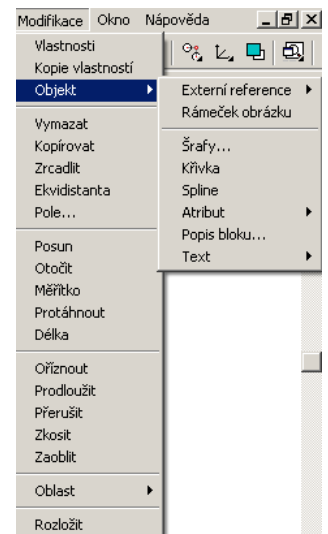 Modifikace Okno Nápověda
Vlastnosti
Kopie vlastností
Objekt
Vymazat
Kopírovat
Zrcadlit
Ekvidistanta
Pole...
Posun
Otočit
Měřítko
Protáhnout
Délka
Oříznout
Prodloužit
Přerušit
Zkosit
Zaoblit
Oblast
Rozložit
Externí reference
Rámeček obrázku
Šrafy...
Křivka
Spline
Atribut
Popis bloku...
Text